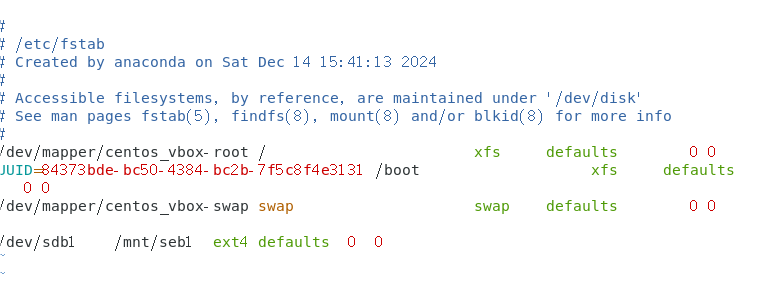 #
# /etc/fstab
# Created by anaconda on Sat Dec 14 15:41:13 2024
#
# Accessible filesystems, by reference, are maintained under '/dev/disk'
# See man pages fstab(5), findfs(8), mount(8) and/or blkid(8) for more info
#
/dev/mapper/centos_vbox-root / xfs defaults 0 0
UUID=84373bde-bc50-4384-bc2b-7f5c8f4e3131 /boot xfs defaults
0 0
/dev/mapper/centos_vbox-swap swap swap defaults 0 0
/dev/sdb1 /mnt/seb1 ext4 defaults 0 0
~
~